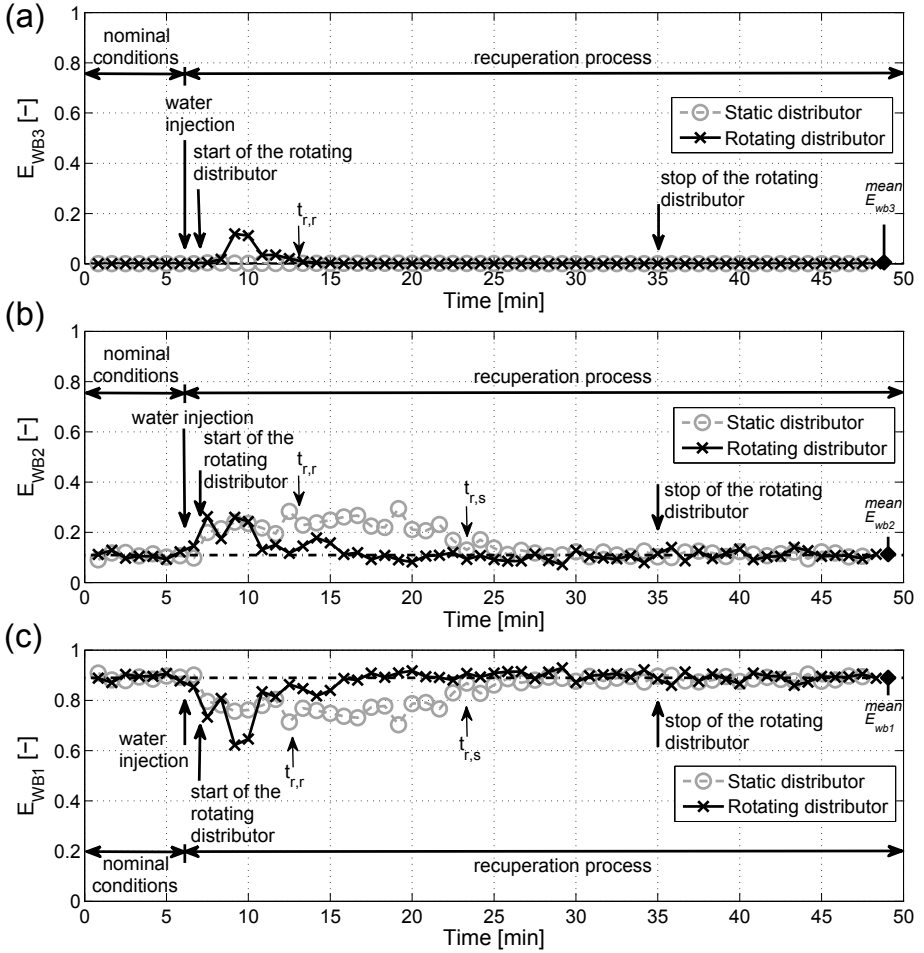 (a)
1
nominal
conditions
recuperation process
0.8
water
injection
Static distributor
Rotating distributor
0.6
E_WB3 [−]
start of the rotating
distributor
stop of the rotating
distributor
mean
E_wb3
0.4
t_r,r
0.2
0
0 5 10 15 20 25 30 35 40 45 50
Time [min]
(b)
1
nominal
conditions
recuperation process
0.8
water injection
Static distributor
Rotating distributor
0.6
E_WB2 [−]
start of the
rotating
distributor
t_r,r
t_r,s
stop of the rotating
distributor
mean
E_wb2
0.4
0.2
0
0 5 10 15 20 25 30 35 40 45 50
Time [min]
(c)
1
0.8
E_WB1 [−]
water
injection
t_r,r
t_r,s
stop of the rotating
distributor
mean
E_wb1
0.6
start of the
rotating
distributor
Static distributor
Rotating distributor
0.4
0.2
nominal
conditions
recuperation process
0
0 5 10 15 20 25 30 35 40 45 50
Time [min]